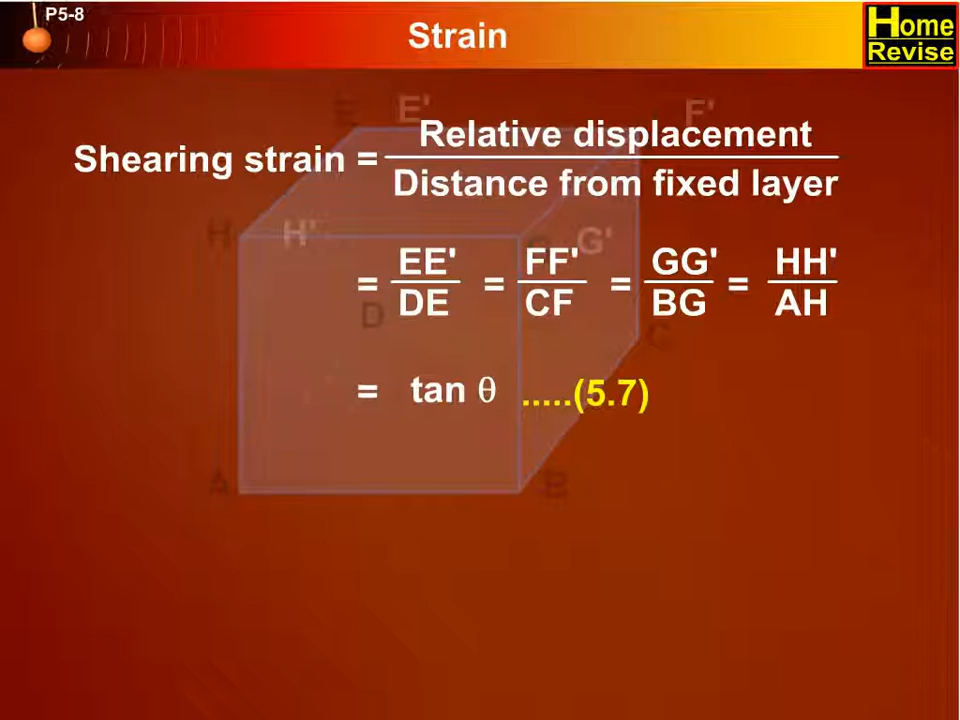 P5-8
Strain
Home
Revise
E E' F'
Shearing strain = Relative displacement / Distance from fixed layer
H H' G'
= EE'/DE = FF'/CF = GG'/BG = HH'/AH
D C
= tan θ .....(5.7)
A B